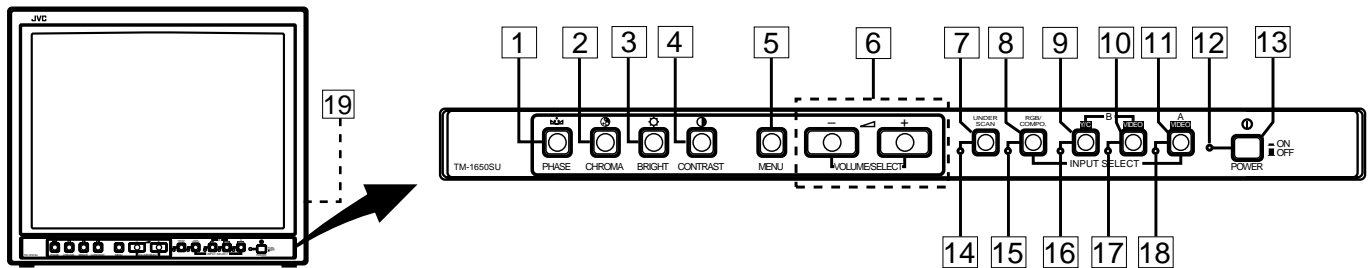 JVC
19
1
2
3
4
5
6
7
8
9
10
11
12
13
UNDER
SCAN
RGB/
COMPO.
Y/C
B
VIDEO
A
VIDEO
− +
ON
OFF
TM-1650SU
PHASE
CHROMA
BRIGHT
CONTRAST
MENU
VOLUME/SELECT
INPUT SELECT
POWER
14
15
16
17
18